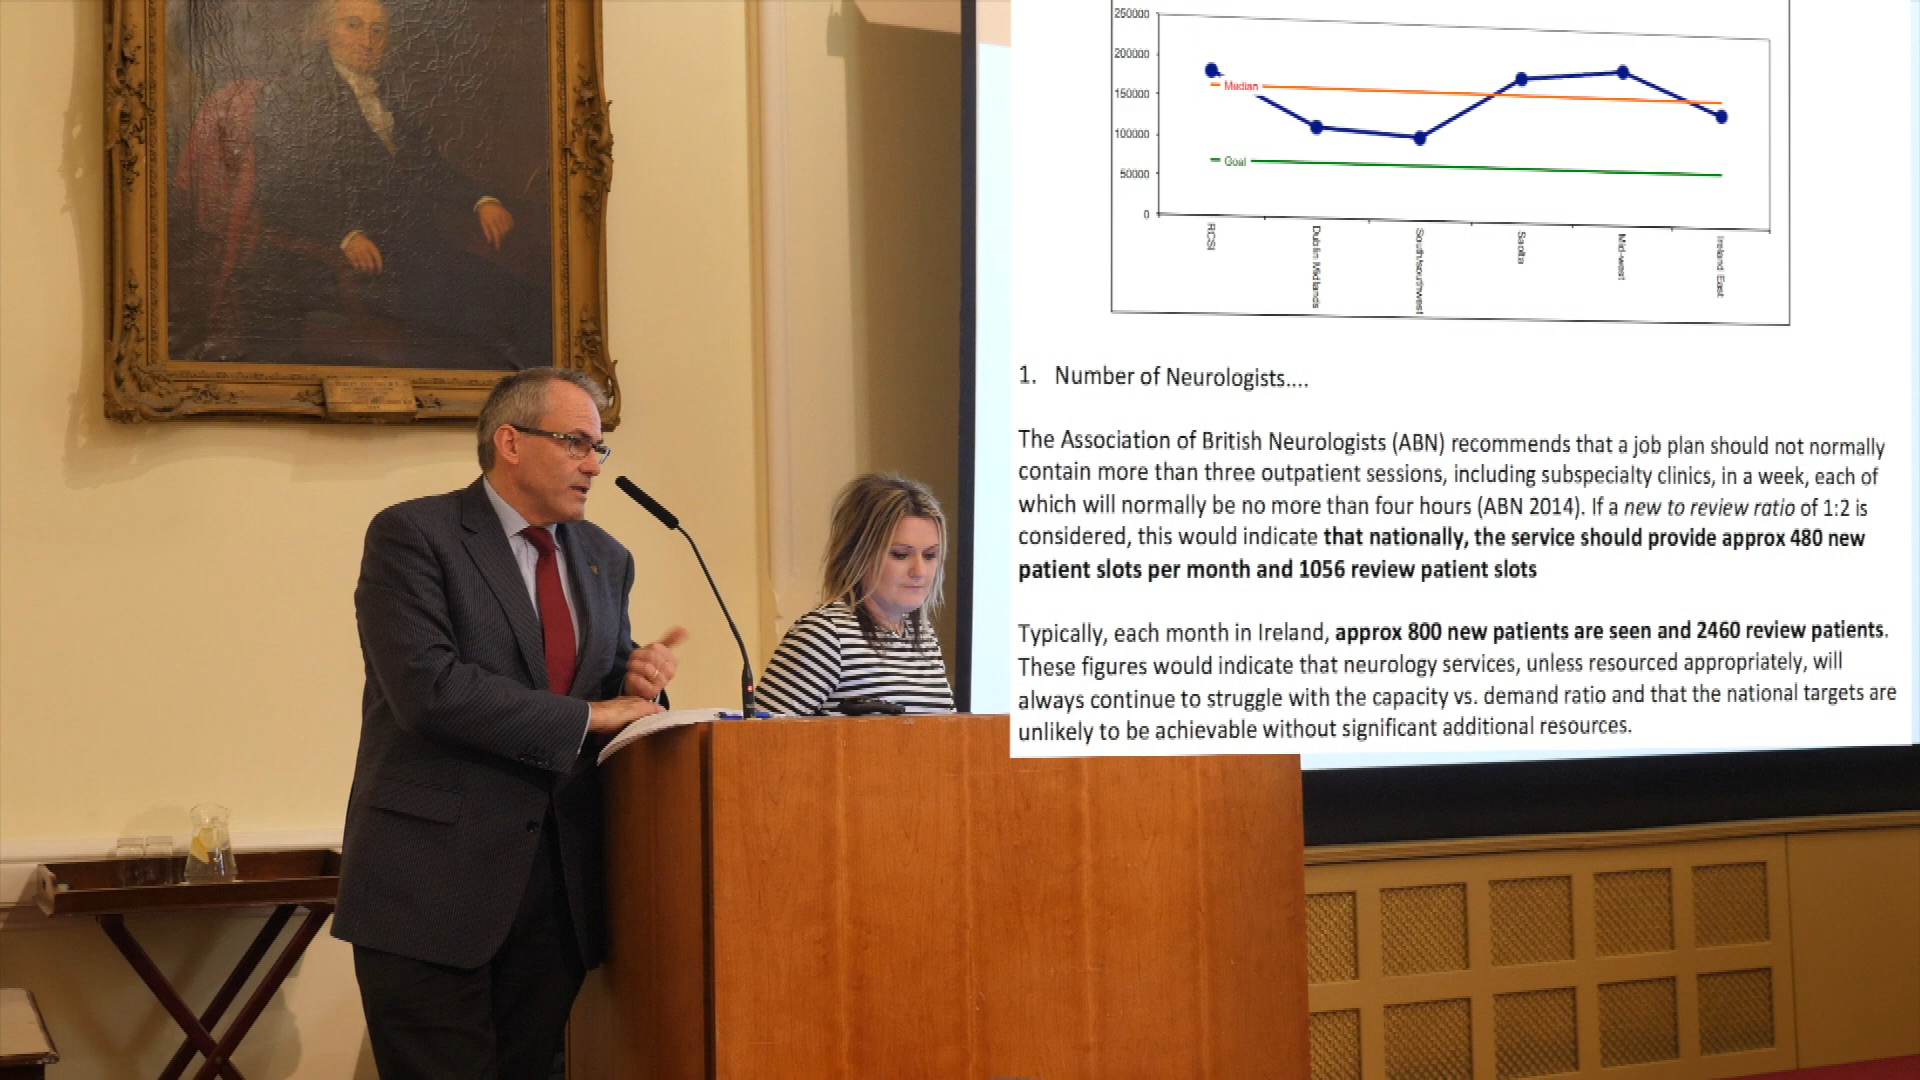 250000
200000
150000
100000
50000
0
Median
Goal
RCSI
Dublin Midlands
South/southwest
Saolta
Mid-west
Ireland East
1. Number of Neurologists....
The Association of British Neurologists (ABN) recommends that a job plan should not normally
contain more than three outpatient sessions, including subspecialty clinics, in a week, each of
which will normally be no more than four hours (ABN 2014). If a new to review ratio of 1:2 is
considered, this would indicate that nationally, the service should provide approx 480 new
patient slots per month and 1056 review patient slots
Typically, each month in Ireland, approx 800 new patients are seen and 2460 review patients.
These figures would indicate that neurology services, unless resourced appropriately, will
always continue to struggle with the capacity vs. demand ratio and that the national targets are
unlikely to be achievable without significant additional resources.